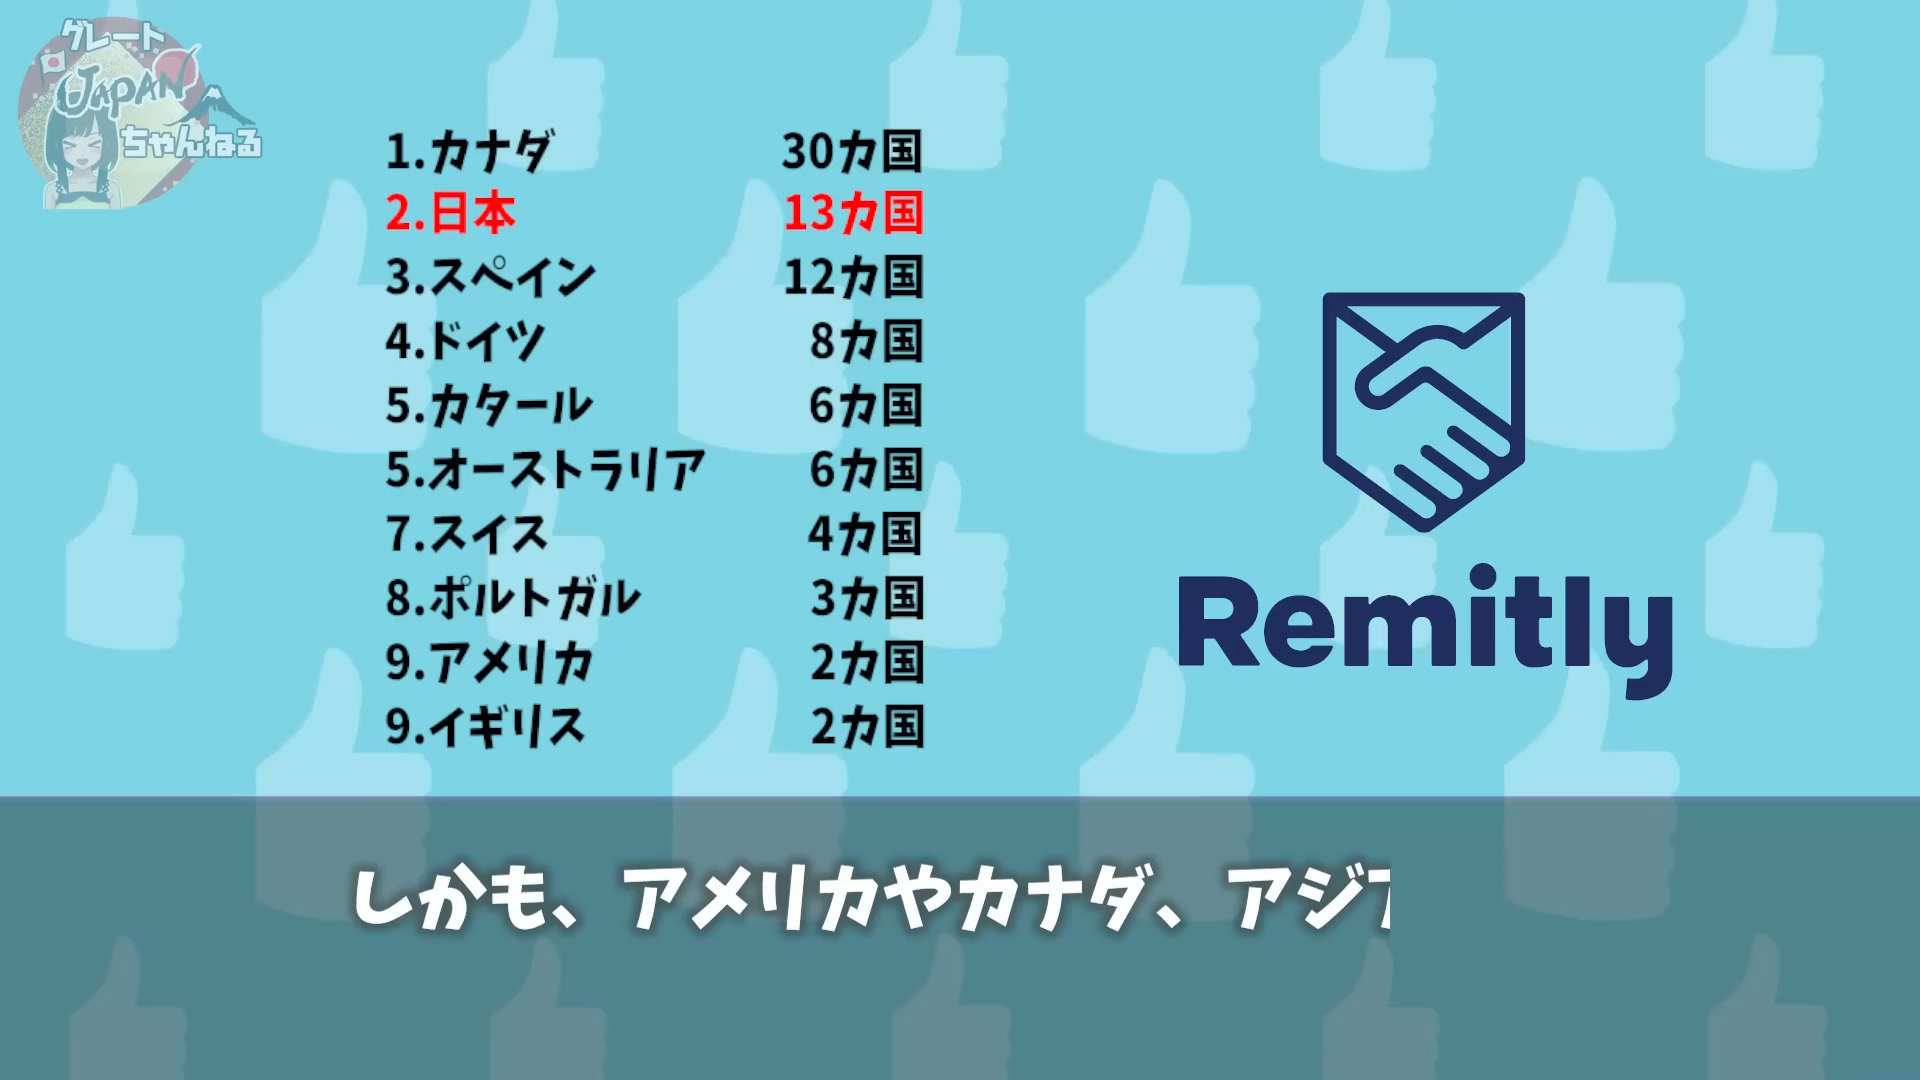 グレート
JAPAN
ちゃんねる
1.カナダ 30カ国
2.日本 13カ国
3.スペイン 12カ国
4.ドイツ 8カ国
5.カタール 6カ国
5.オーストラリア 6カ国
7.スイス 4カ国
8.ポルトガル 3カ国
9.アメリカ 2カ国
9.イギリス 2カ国
Remitly
しかも、アメリカやカナダ、アジ